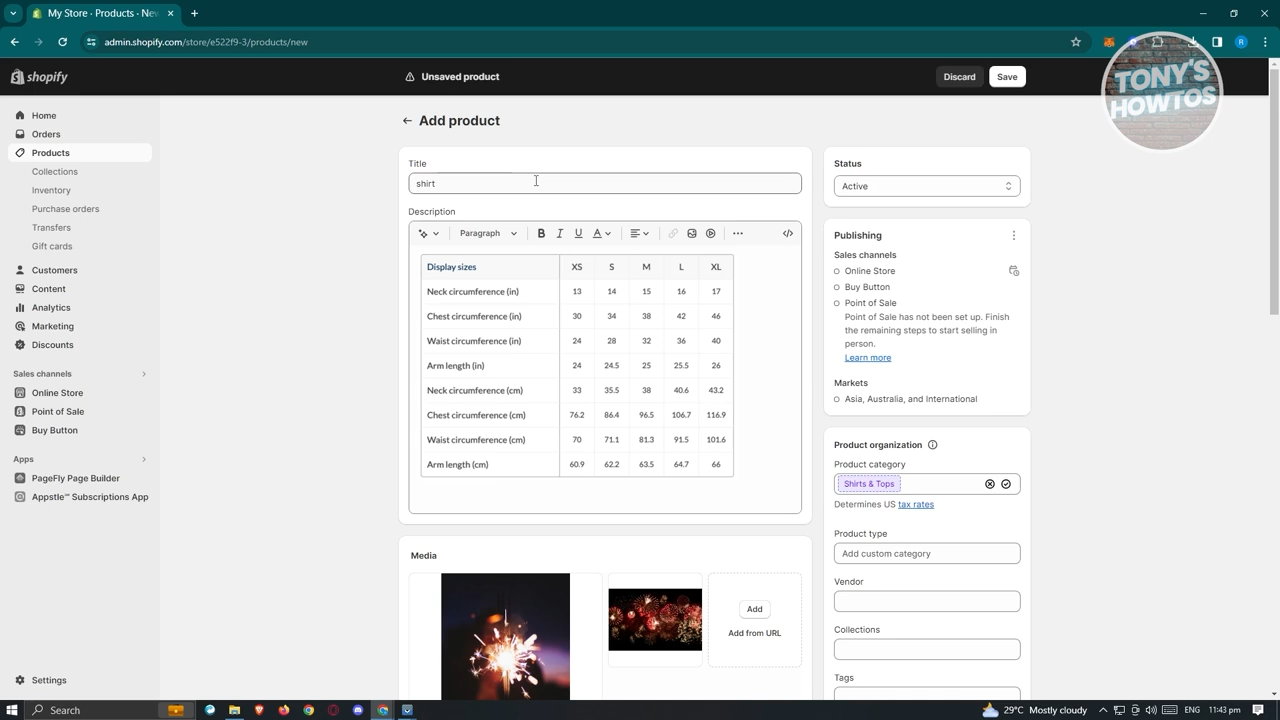 My Store · Products · Nev
admin.shopify.com/store/e522f9-3/products/new
R
shopify
Unsaved product
Discard
Save
TONY'S
HOWTOS
Home
Orders
Products
Collections
Inventory
Purchase orders
Transfers
Gift cards
Customers
Content
Analytics
Marketing
Discounts
Sales channels
Online Store
Point of Sale
Buy Button
Apps
PageFly Page Builder
Appstle℠ Subscriptions App
Settings
Add product
Title
shirt
Description
Paragraph
B I U A
Display sizes XS S M L XL
Neck circumference (in) 13 14 15 16 17
Chest circumference (in) 30 34 38 42 46
Waist circumference (in) 24 28 32 36 40
Arm length (in) 24 24.5 25 25.5 26
Neck circumference (cm) 33 35.5 38 40.6 43.2
Chest circumference (cm) 76.2 86.4 96.5 106.7 116.9
Waist circumference (cm) 70 71.1 81.3 91.5 101.6
Arm length (cm) 60.9 62.2 63.5 64.7 66
Media
Add
Add from URL
Status
Active
Publishing
Sales channels
Online Store
Buy Button
Point of Sale
Point of Sale has not been set up. Finish
the remaining steps to start selling in
person.
Learn more
Markets
Asia, Australia, and International
Product organization
Product category
Shirts & Tops
Determines US tax rates
Product type
Add custom category
Vendor
Collections
Tags
Search
29°C Mostly cloudy
ENG
11:43 pm